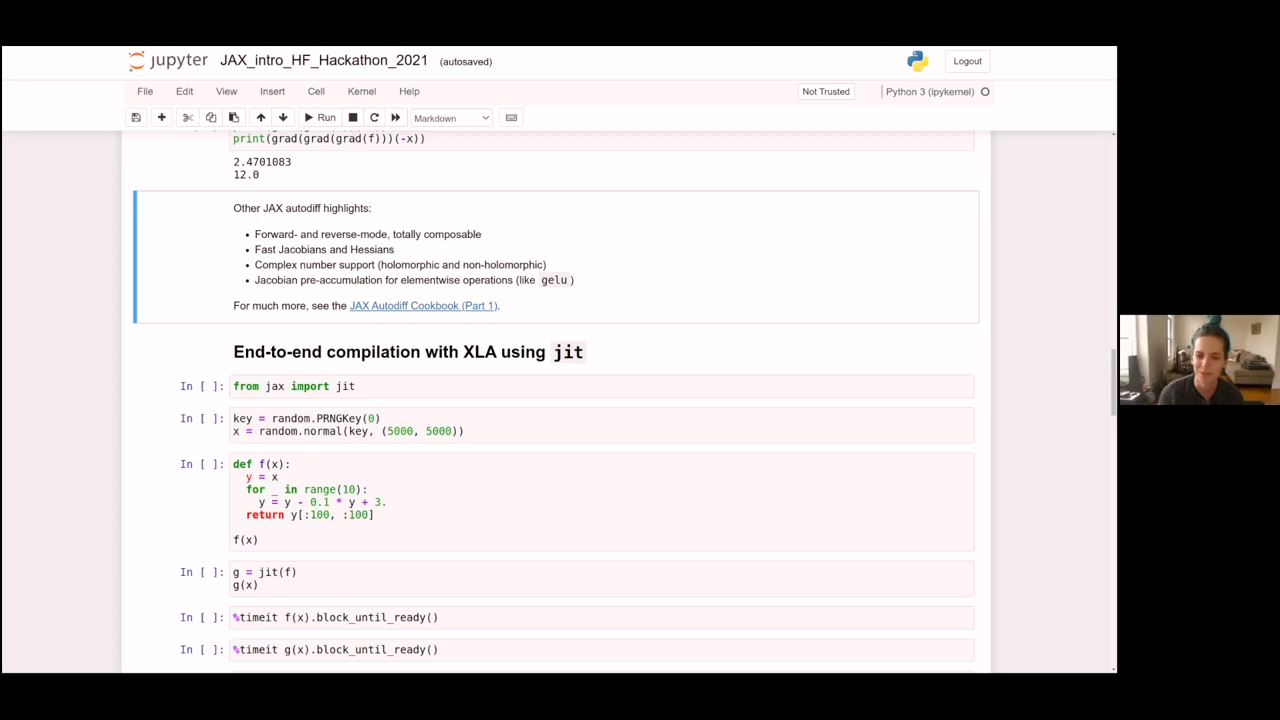 jupyter JAX_intro_HF_Hackathon_2021 (autosaved) Logout
File Edit View Insert Cell Kernel Help Not Trusted Python 3 (ipykernel)
Run Markdown
print(grad(grad(grad(f)))(-x))
2.4701083
12.0
Other JAX autodiff highlights:
• Forward- and reverse-mode, totally composable
• Fast Jacobians and Hessians
• Complex number support (holomorphic and non-holomorphic)
• Jacobian pre-accumulation for elementwise operations (like gelu)
For much more, see the JAX Autodiff Cookbook (Part 1).
End-to-end compilation with XLA using jit
In [ ]: from jax import jit
In [ ]: key = random.PRNGKey(0)
x = random.normal(key, (5000, 5000))
In [ ]: def f(x):
y = x
for _ in range(10):
y = y - 0.1 * y + 3.
return y[:100, :100]
f(x)
In [ ]: g = jit(f)
g(x)
In [ ]: %timeit f(x).block_until_ready()
In [ ]: %timeit g(x).block_until_ready()